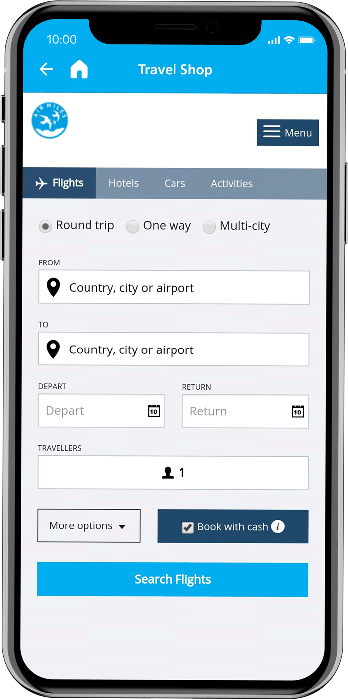 10:00
Travel Shop
AIR MILES
Menu
Flights Hotels Cars Activities
Round trip One way Multi-city
FROM
Country, city or airport
TO
Country, city or airport
DEPART RETURN
Depart 10 Return 10
TRAVELLERS
1
More options Book with cash i
Search Flights